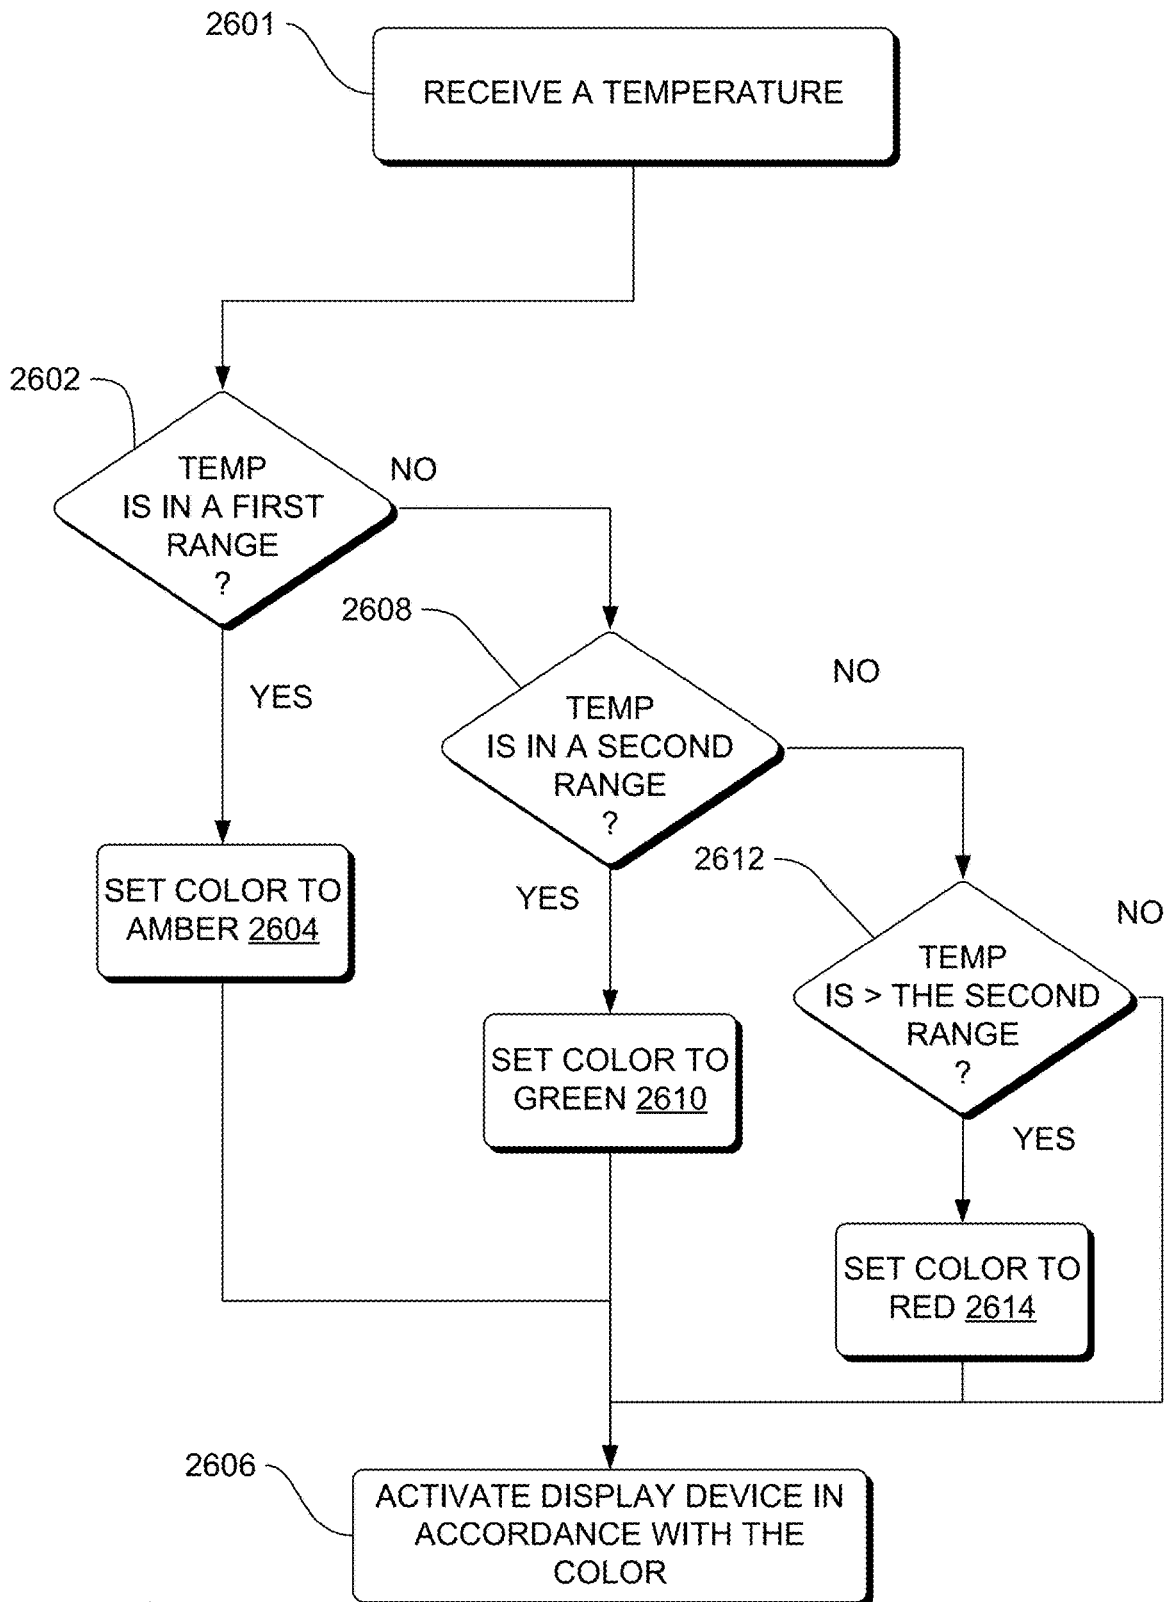 2601
RECEIVE A TEMPERATURE
2602
TEMP
IS IN A FIRST
RANGE
?
NO
YES
2608
TEMP
IS IN A SECOND
RANGE
?
NO
YES
SET COLOR TO
AMBER 2604
2612
TEMP
IS > THE SECOND
RANGE
?
NO
YES
SET COLOR TO
GREEN 2610
SET COLOR TO
RED 2614
2606
ACTIVATE DISPLAY DEVICE IN
ACCORDANCE WITH THE
COLOR